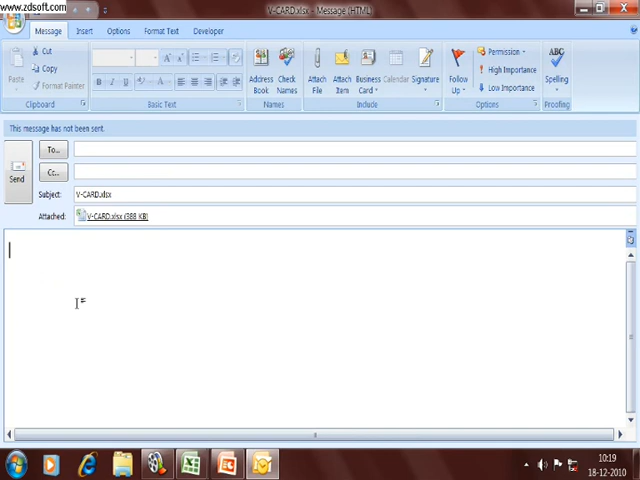 www.zdsoft.com
V-CARD.xlsx - Message (HTML)
Message Insert Options Format Text Developer
Paste
Cut
Copy
Format Painter
Clipboard
Basic Text
Address Book
Check Names
Names
Attach File
Attach Item
Business Card
Calendar
Signature
Include
Follow Up
Permission
High Importance
Low Importance
Options
ABC
Spelling
Proofing
This message has not been sent.
Send
To...
Cc...
Subject: V-CARD.xlsx
Attached: V-CARD.xlsx (388 KB)
10:19
18-12-2010